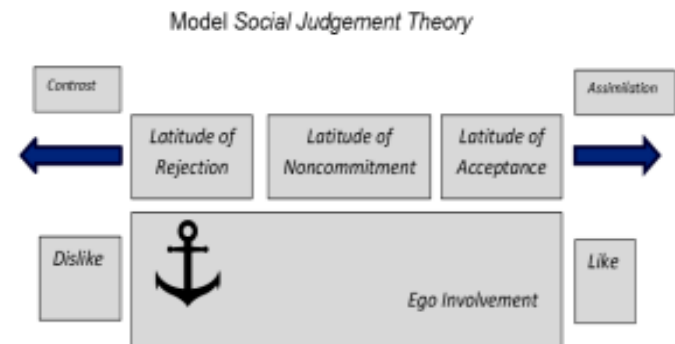 Model Social Judgement Theory
Contrast
Assimilation
Latitude of
Rejection
Latitude of
Noncommitment
Latitude of
Acceptance
Dislike
Ego Involvement
Like